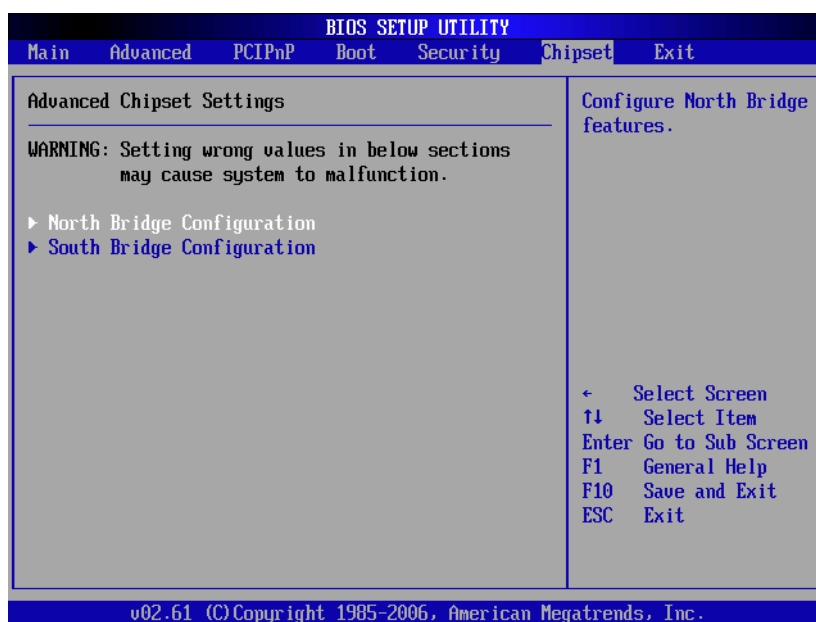 BIOS SETUP UTILITY
Main Advanced PCIPnP Boot Security Chipset Exit
Advanced Chipset Settings
WARNING: Setting wrong values in below sections
may cause system to malfunction.
▶ North Bridge Configuration
▶ South Bridge Configuration
Configure North Bridge
features.
← Select Screen
↑↓ Select Item
Enter Go to Sub Screen
F1 General Help
F10 Save and Exit
ESC Exit
v02.61 (C)Copyright 1985-2006, American Megatrends, Inc.